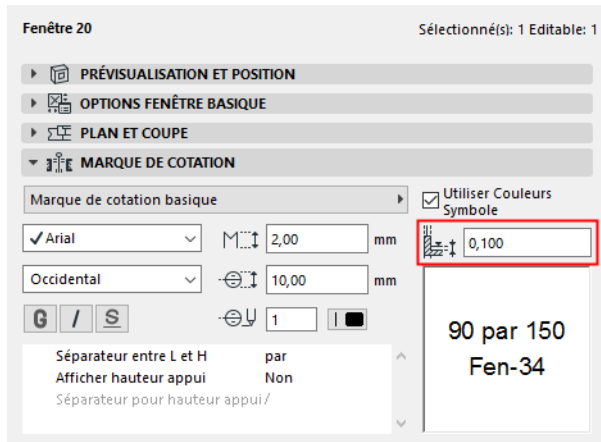 Fenêtre 20
Sélectionné(s): 1 Editable: 1
PRÉVISUALISATION ET POSITION
OPTIONS FENÊTRE BASIQUE
PLAN ET COUPE
MARQUE DE COTATION
Marque de cotation basique
Utiliser Couleurs
Symbole
Arial
2,00 mm
0,100
Occidental
10,00 mm
G / S
1
90 par 150
Fen-34
Séparateur entre L et H par
Afficher hauteur appui Non
Séparateur pour hauteur appui /